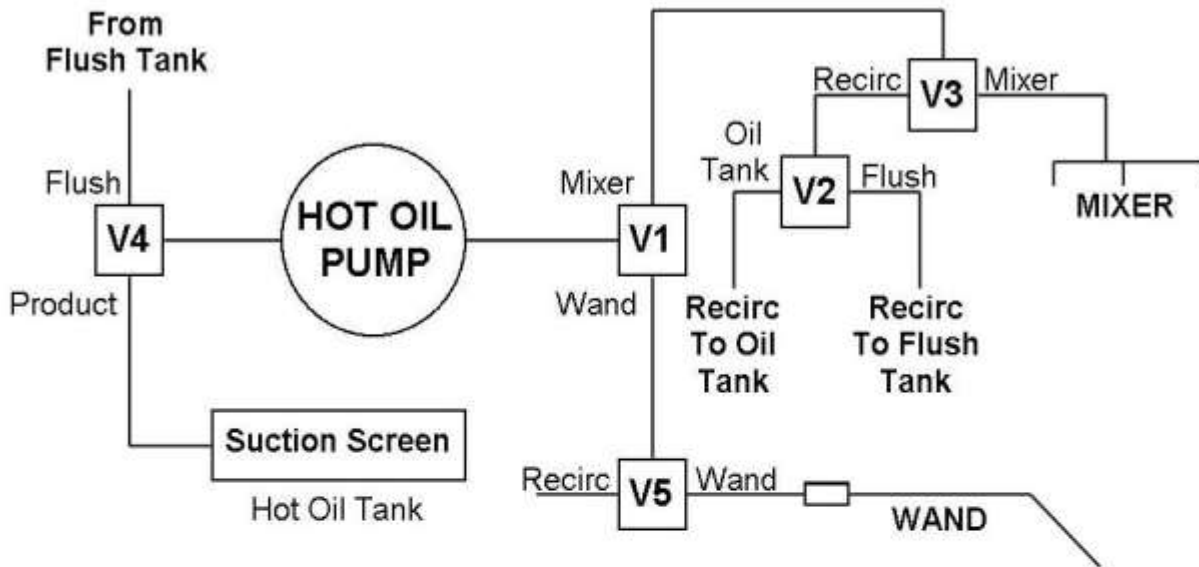 From
Flush Tank
Flush
V4
Product
HOT OIL
PUMP
Suction Screen
Hot Oil Tank
Mixer
V1
Wand
Recirc
V3
Mixer
Oil
Tank
V2
Flush
MIXER
Recirc
To Oil
Tank
Recirc
To Flush
Tank
Recirc
V5
Wand
WAND